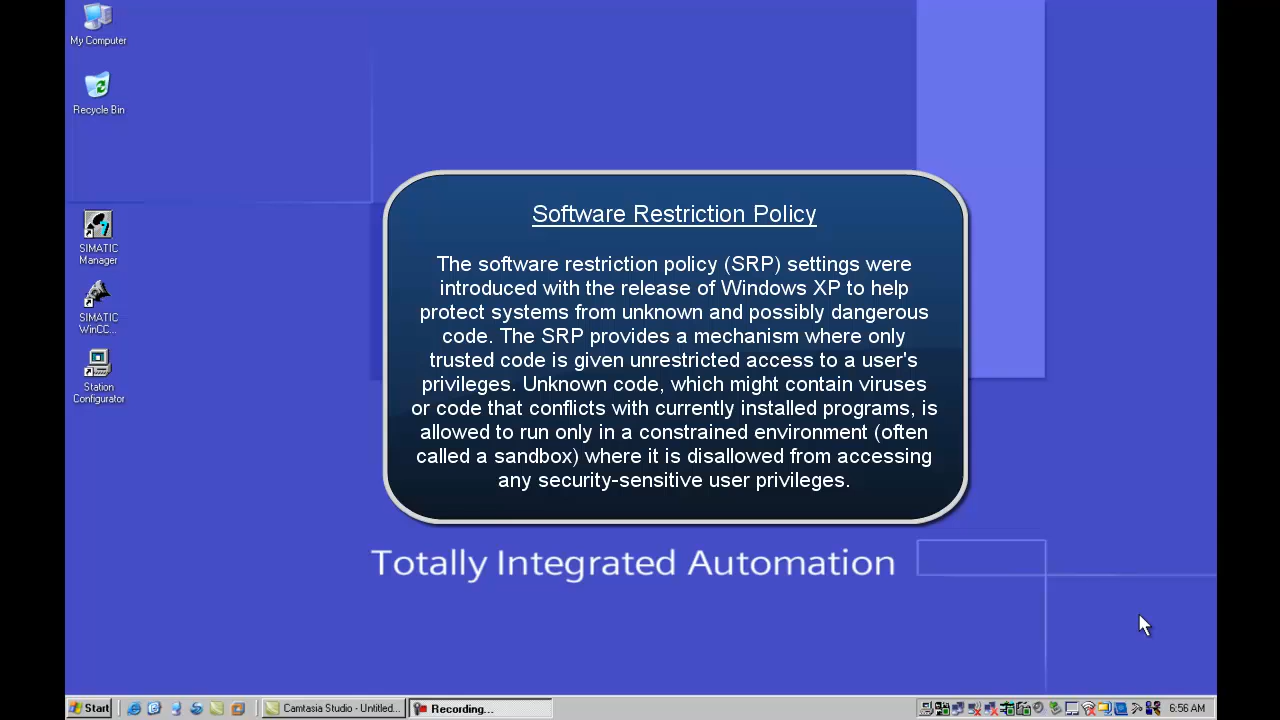 My Computer
Recycle Bin
SIMATIC
Manager
SIMATIC
WinCC...
Station
Configurator
Software Restriction Policy
The software restriction policy (SRP) settings were
introduced with the release of Windows XP to help
protect systems from unknown and possibly dangerous
code. The SRP provides a mechanism where only
trusted code is given unrestricted access to a user's
privileges. Unknown code, which might contain viruses
or code that conflicts with currently installed programs, is
allowed to run only in a constrained environment (often
called a sandbox) where it is disallowed from accessing
any security-sensitive user privileges.
Totally Integrated Automation
Start
Camtasia Studio - Untitled...
Recording...
6:56 AM